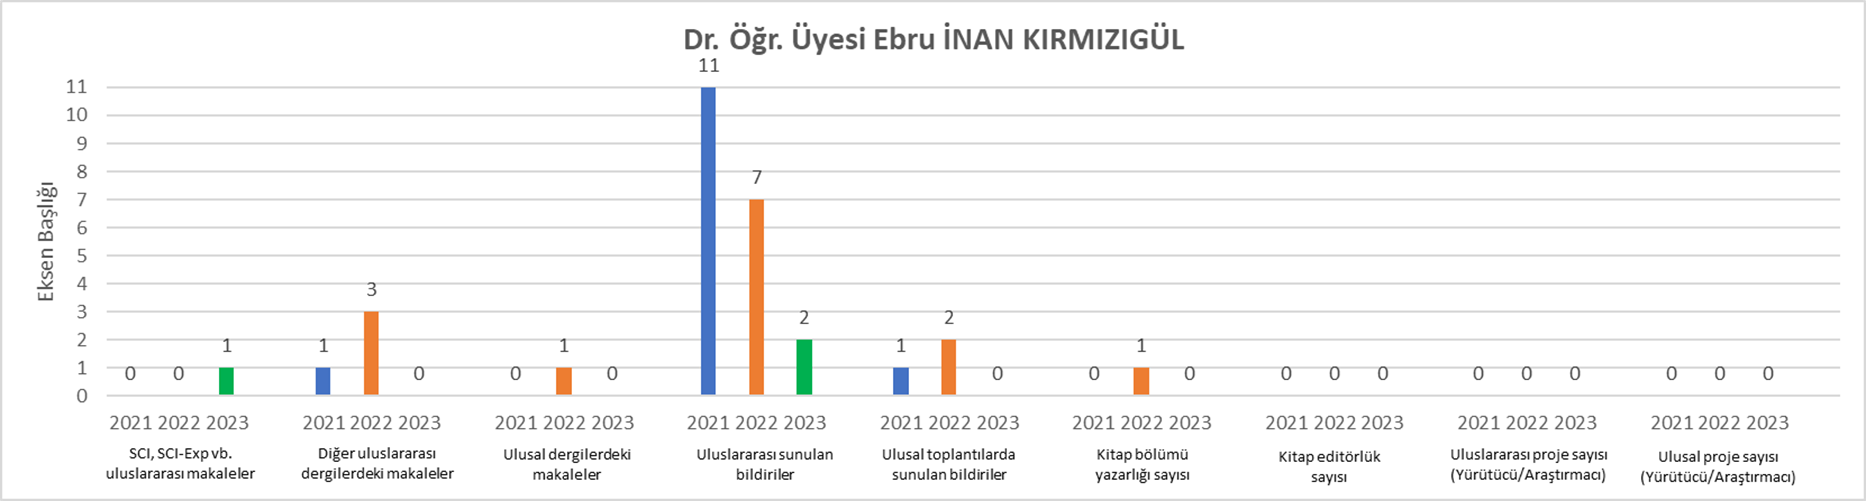 Dr. Öğr. Üyesi Ebru İNAN KIRMIZIGÜL
Eksen Başlığı
11
10
9
8
7
6
5
4
3
2
1
0
0 0 1
1 3 0
0 1 0
11 7 2
1 2 0
0 1 0
0 0 0
0 0 0
0 0 0
2021 2022 2023
SCI, SCI-Exp vb.
uluslararası makaleler
2021 2022 2023
Diğer uluslararası
dergilerdeki makaleler
2021 2022 2023
Ulusal dergilerdeki
makaleler
2021 2022 2023
Uluslararası sunulan
bildiriler
2021 2022 2023
Ulusal toplantılarda
sunulan bildiriler
2021 2022 2023
Kitap bölümü
yazarlığı sayısı
2021 2022 2023
Kitap editörlük
sayısı
2021 2022 2023
Uluslararası proje sayısı
(Yürütücü/Araştırmacı)
2021 2022 2023
Ulusal proje sayısı
(Yürütücü/Araştırmacı)